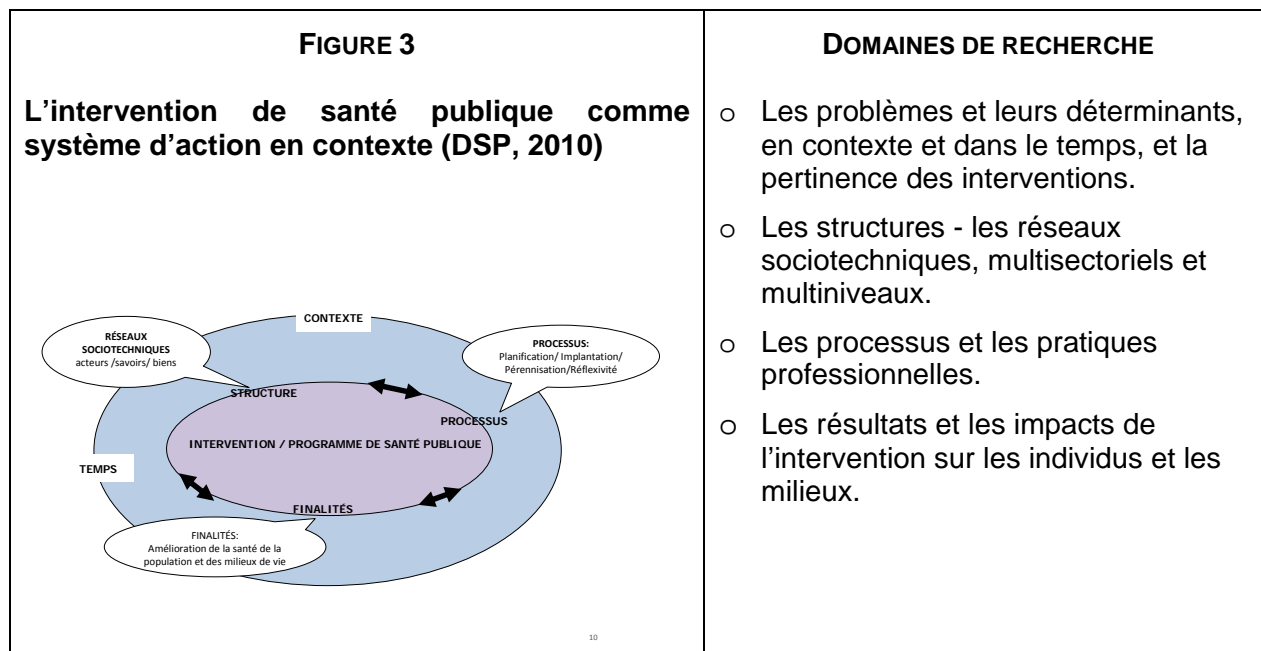 FIGURE 3
L'intervention de santé publique comme
système d'action en contexte (DSP, 2010)
CONTEXTE
RÉSEAUX
SOCIOTECHNIQUES
acteurs /savoirs/ biens
PROCESSUS:
Planification/ Implantation/
Pérennisation/Réflexivité
STRUCTURE
PROCESSUS
INTERVENTION / PROGRAMME DE SANTÉ PUBLIQUE
TEMPS
FINALITÉS
FINALITÉS:
Amélioration de la santé de la
population et des milieux de vie
10
DOMAINES DE RECHERCHE
o Les problèmes et leurs déterminants,
en contexte et dans le temps, et la
pertinence des interventions.
o Les structures - les réseaux
sociotechniques, multisectoriels et
multiniveaux.
o Les processus et les pratiques
professionnelles.
o Les résultats et les impacts de
l'intervention sur les individus et les
milieux.